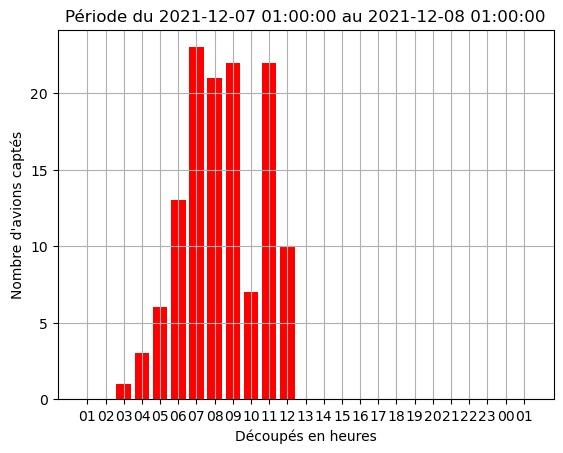 Période du 2021-12-07 01:00:00 au 2021-12-08 01:00:00
Nombre d'avions captés
20
15
10
5
0
01 02 03 04 05 06 07 08 09 10 11 12 13 14 15 16 17 18 19 20 21 22 23 00 01
Découpés en heures